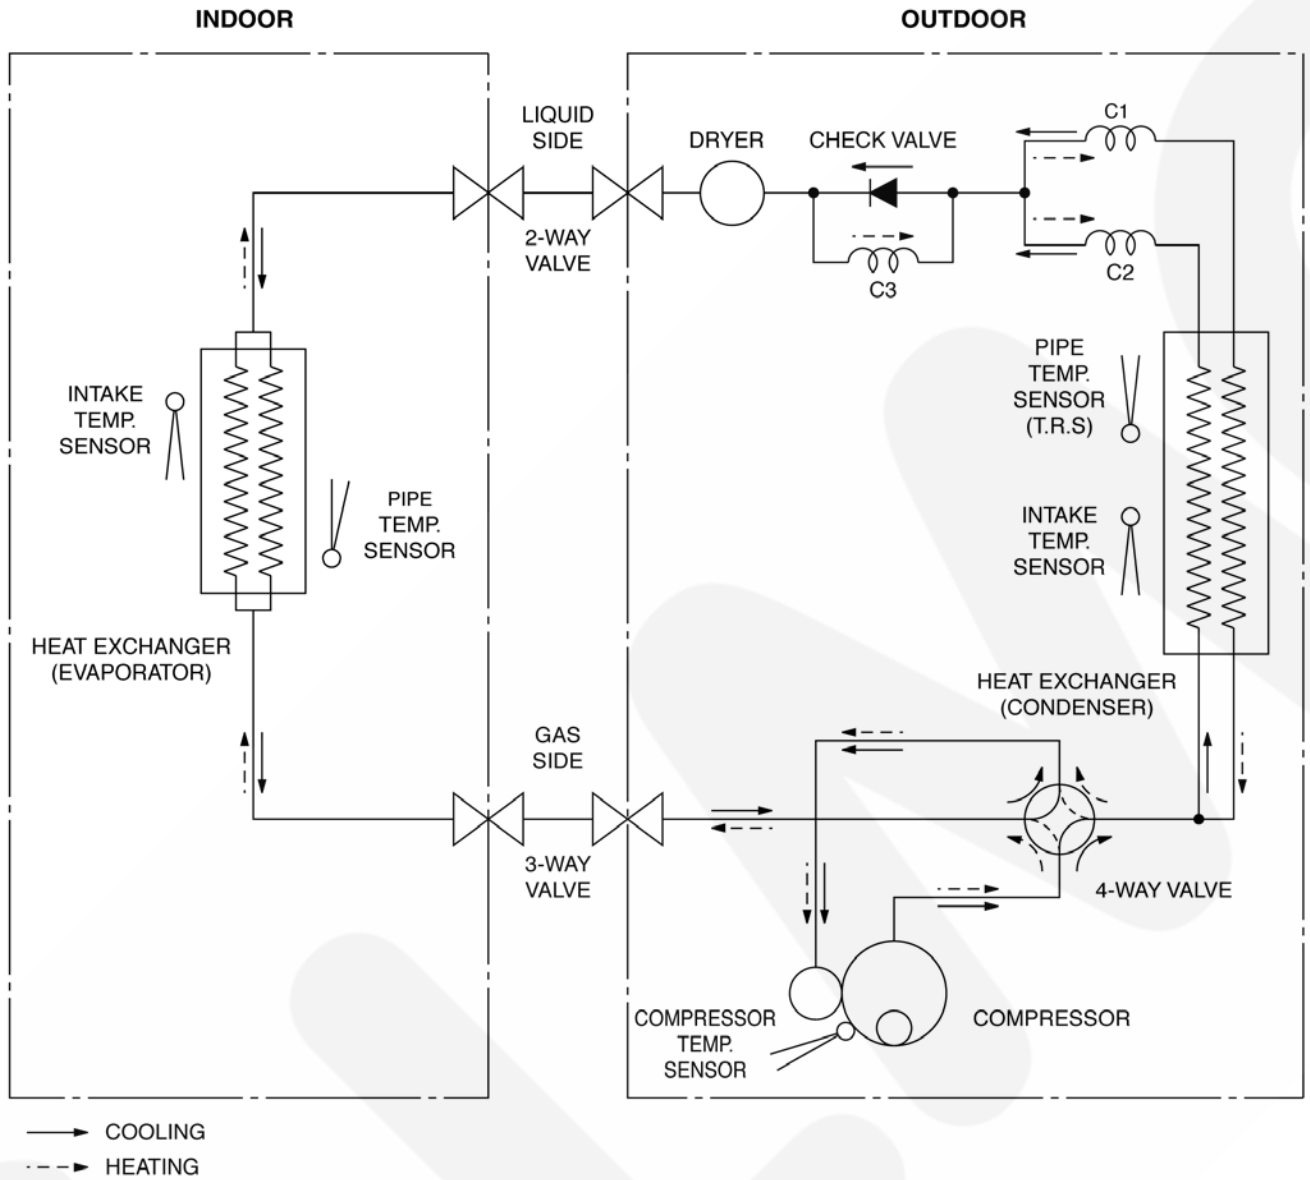 INDOOR
OUTDOOR
LIQUID
SIDE
DRYER
CHECK VALVE
C1
2-WAY
VALVE
C3
C2
INTAKE
TEMP.
SENSOR
PIPE
TEMP.
SENSOR
PIPE
TEMP.
SENSOR
(T.R.S)
INTAKE
TEMP.
SENSOR
HEAT EXCHANGER
(EVAPORATOR)
HEAT EXCHANGER
(CONDENSER)
GAS
SIDE
3-WAY
VALVE
4-WAY VALVE
COMPRESSOR
TEMP.
SENSOR
COMPRESSOR
COOLING
HEATING